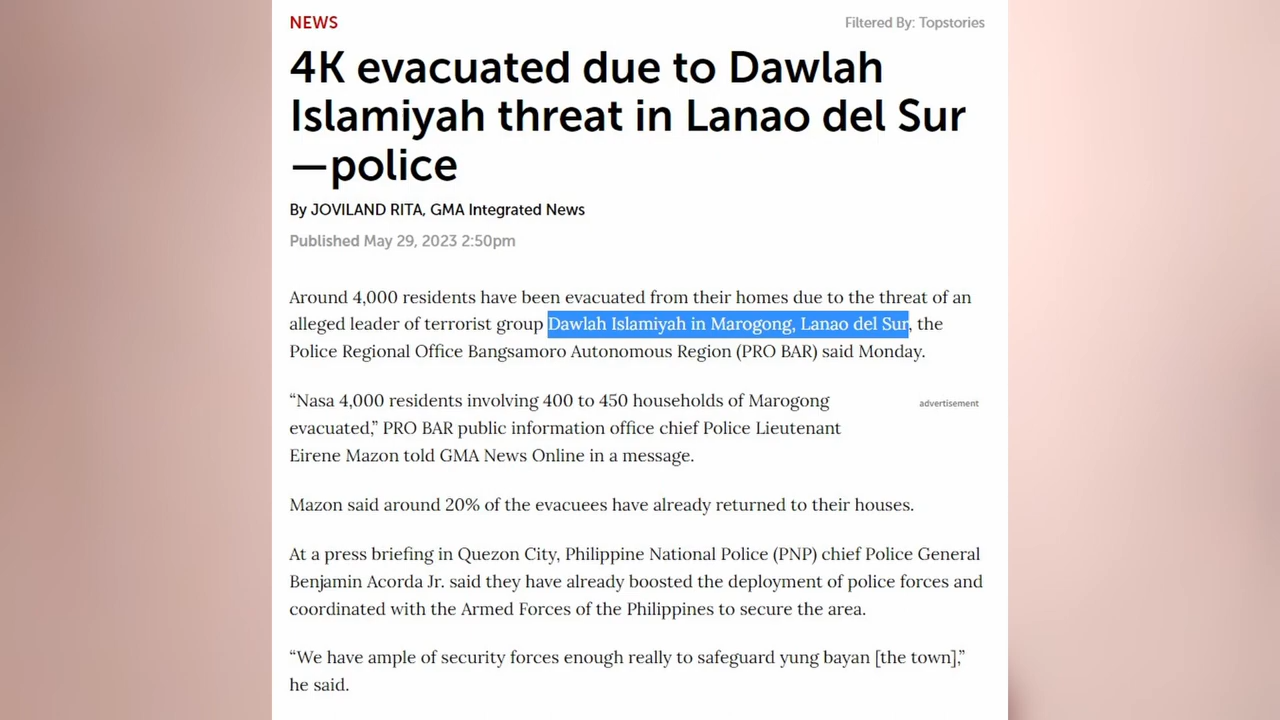 NEWS
Filtered By: Topstories
4K evacuated due to Dawlah
Islamiyah threat in Lanao del Sur
—police
By JOVILAND RITA, GMA Integrated News
Published May 29, 2023 2:50pm
Around 4,000 residents have been evacuated from their homes due to the threat of an
alleged leader of terrorist group Dawlah Islamiyah in Marogong, Lanao del Sur, the
Police Regional Office Bangsamoro Autonomous Region (PRO BAR) said Monday.
“Nasa 4,000 residents involving 400 to 450 households of Marogong
evacuated,” PRO BAR public information office chief Police Lieutenant
Eirene Mazon told GMA News Online in a message.
advertisement
Mazon said around 20% of the evacuees have already returned to their houses.
At a press briefing in Quezon City, Philippine National Police (PNP) chief Police General
Benjamin Acorda Jr. said they have already boosted the deployment of police forces and
coordinated with the Armed Forces of the Philippines to secure the area.
“We have ample of security forces enough really to safeguard yung bayan [the town],”
he said.